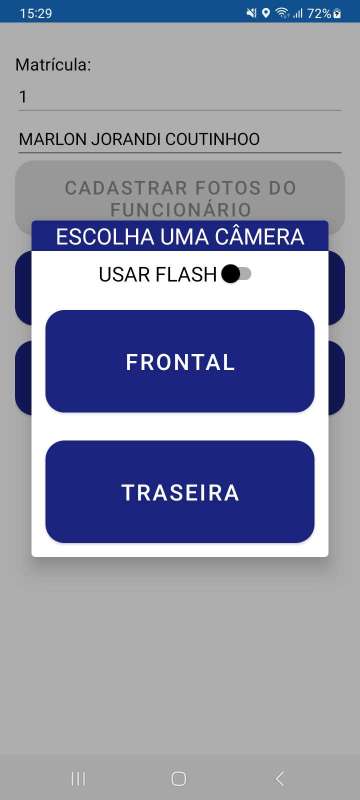 15:29
72%
Matrícula:
1
MARLON JORANDI COUTINHOO
CADASTRAR FOTOS DO
FUNCIONÁRIO
ESCOLHA UMA CÂMERA
USAR FLASH
FRONTAL
TRASEIRA